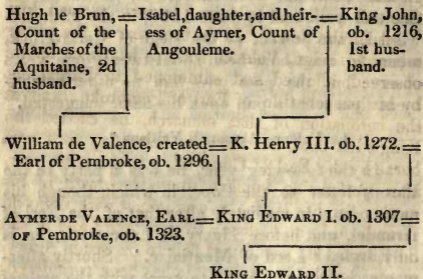 Hugh le Brun,
Count of the
Marches of the
Aquitaine, 2d
husband.
Isabel, daughter, and heir-
ess of Aymer, Count of
Angouleme.
King John,
ob. 1216,
1st hus-
band.
William de Valence, created
Earl of Pembroke, ob. 1296.
K. Henry III. ob. 1272.
AYMER DE VALENCE, EARL
OF Pembroke, ob. 1323.
KING EDWARD I. ob. 1307
KING EDWARD II.